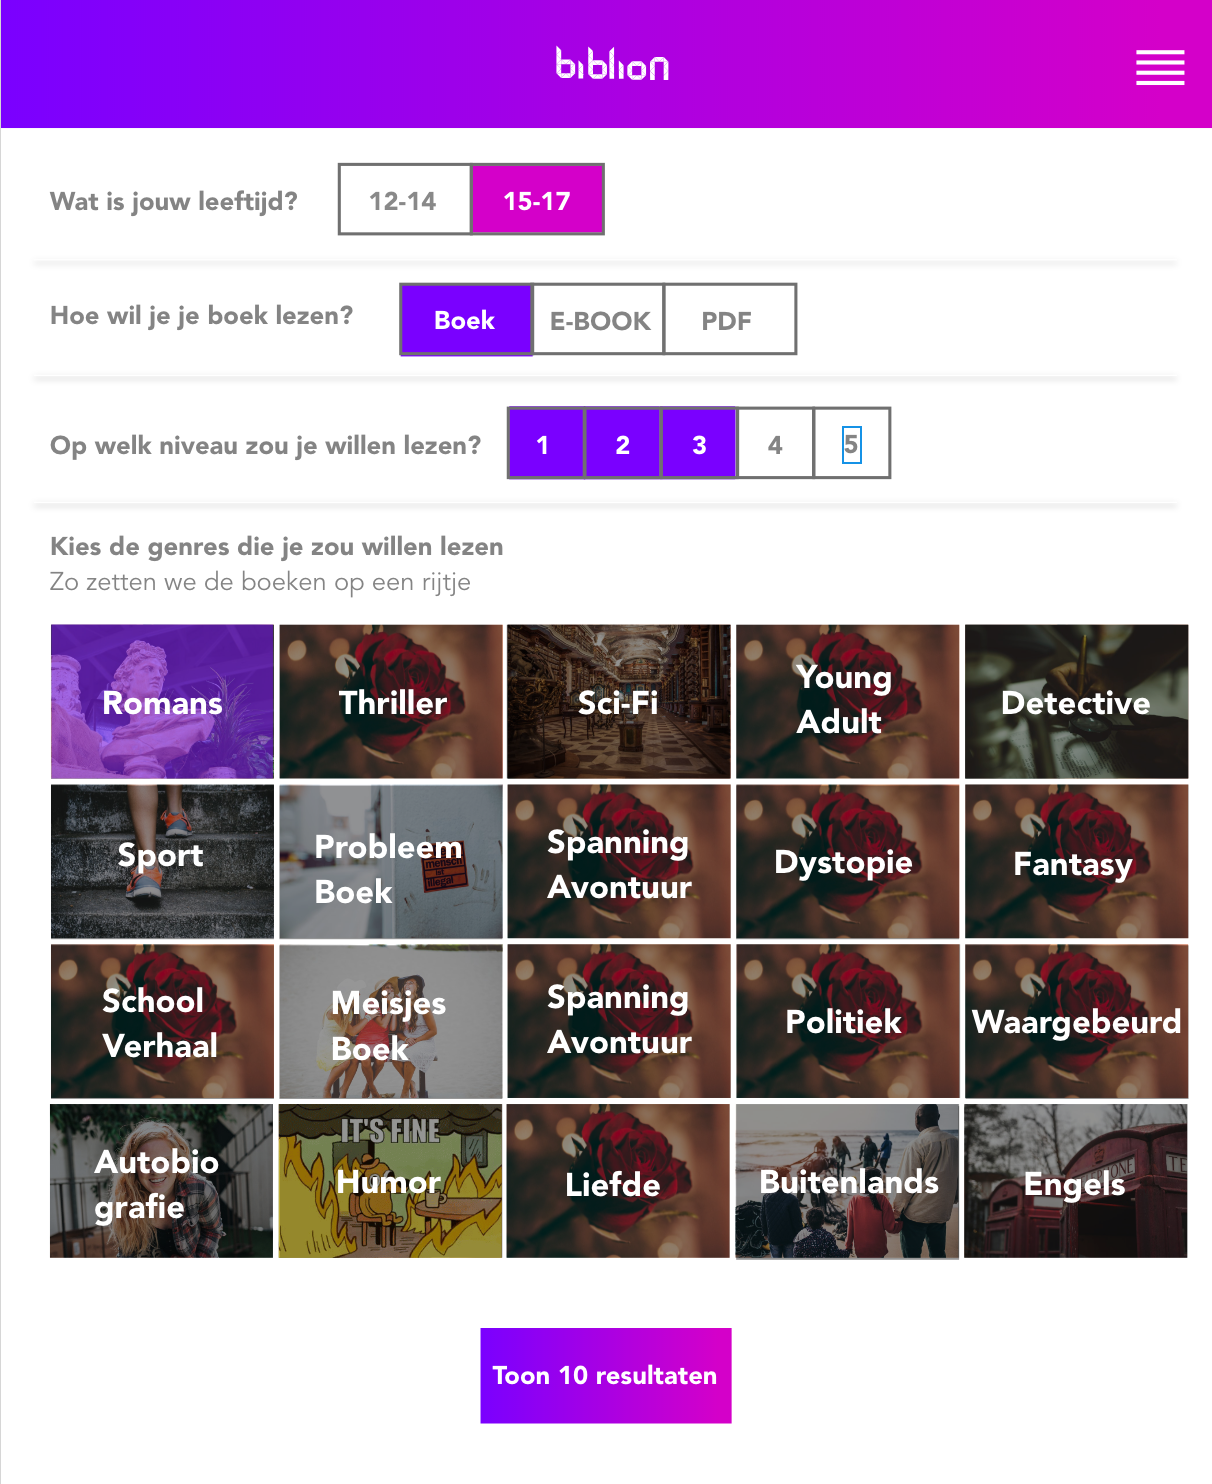 biblion
Wat is jouw leeftijd?
12-14
15-17
Hoe wil je je boek lezen?
Boek
E-BOOK
PDF
Op welk niveau zou je willen lezen?
1
2
3
4
5
Kies de genres die je zou willen lezen
Zo zetten we de boeken op een rijtje
Romans
Thriller
Sci-Fi
Young
Adult
Detective
Sport
Probleem
Boek
mensch
ist
illegal
Spanning
Avontuur
Dystopie
Fantasy
School
Verhaal
Meisjes
Boek
Spanning
Avontuur
Politiek
Waargebeurd
Autobio
grafie
IT'S FINE
Humor
Liefde
Buitenlands
Engels
Toon 10 resultaten